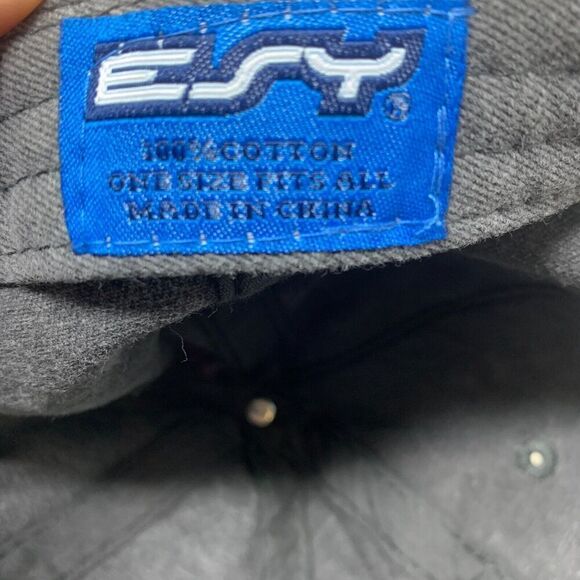 ESY®
100% COTTON
ONE SIZE FITS ALL
MADE IN CHINA